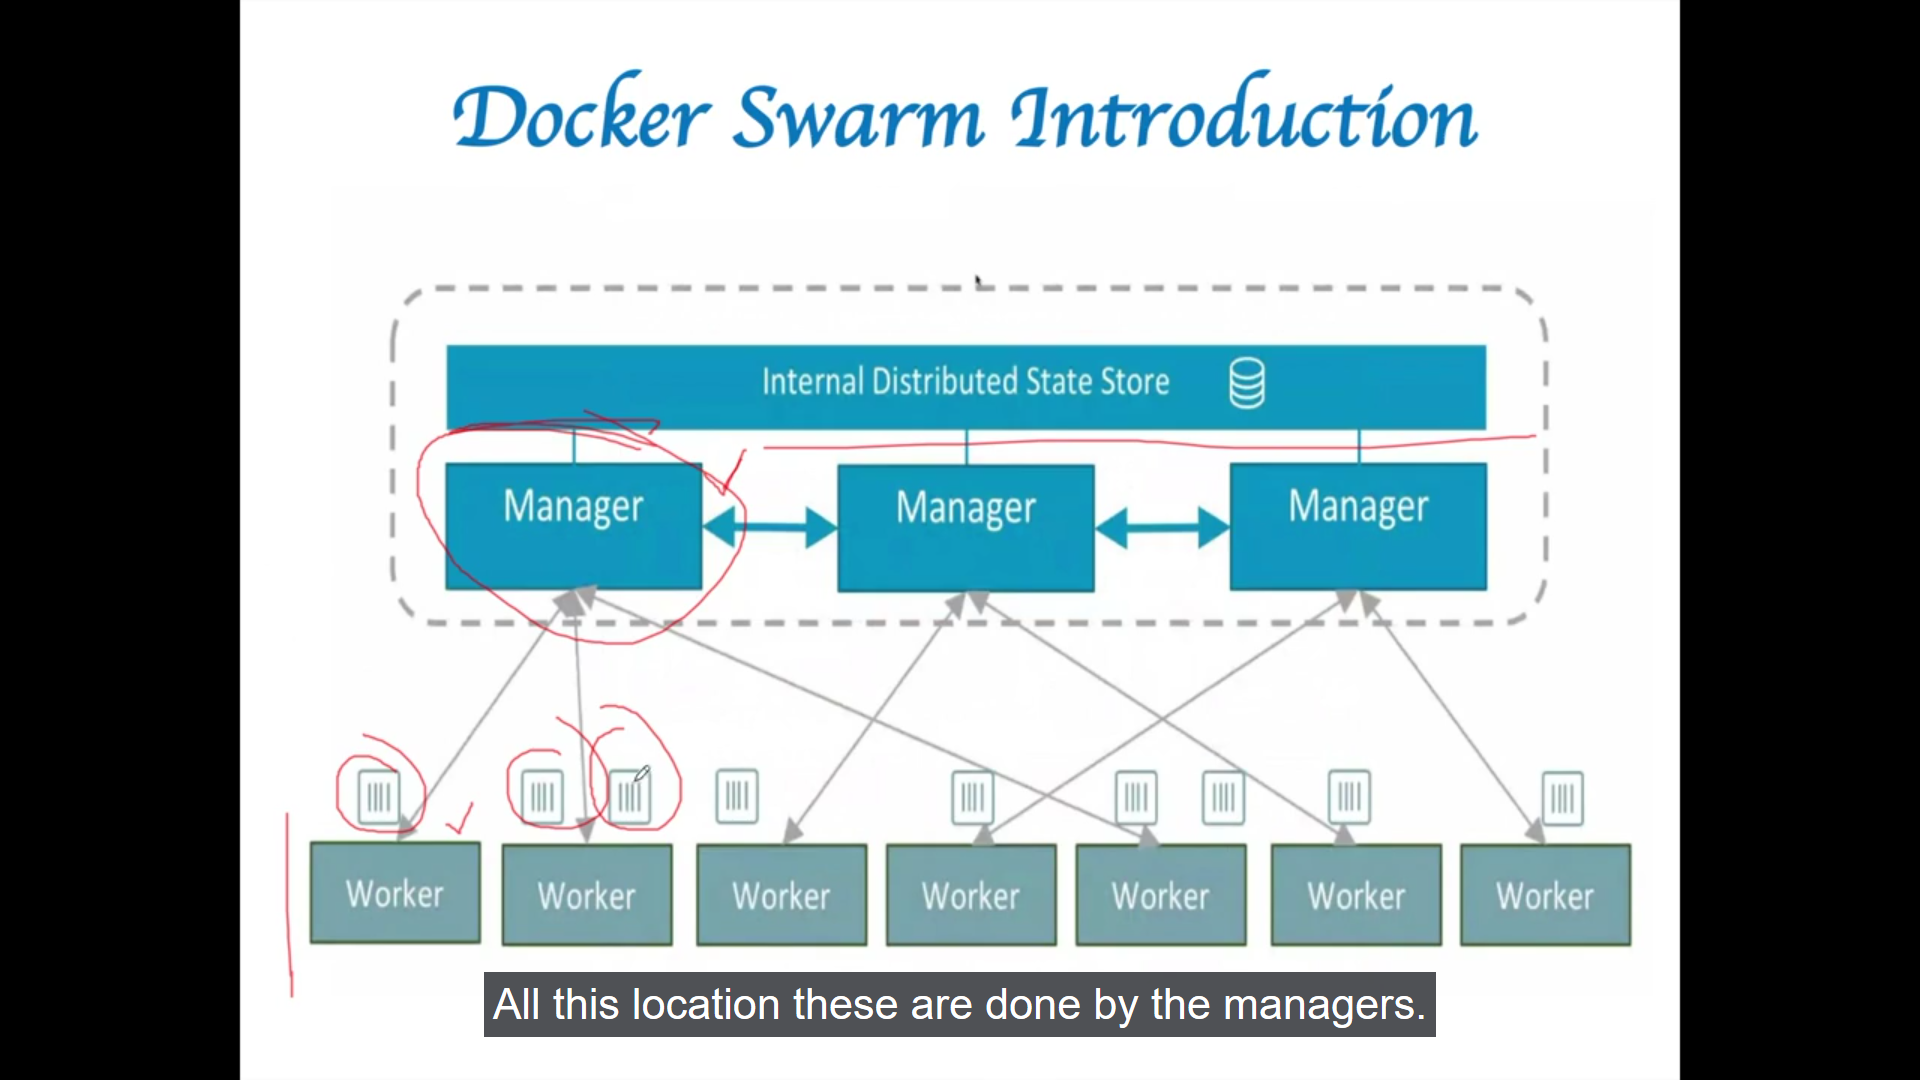 Docker Swarm Introduction
Internal Distributed State Store
Manager
Manager
Manager
Worker
Worker
Worker
Worker
Worker
Worker
Worker
All this location these are done by the managers.